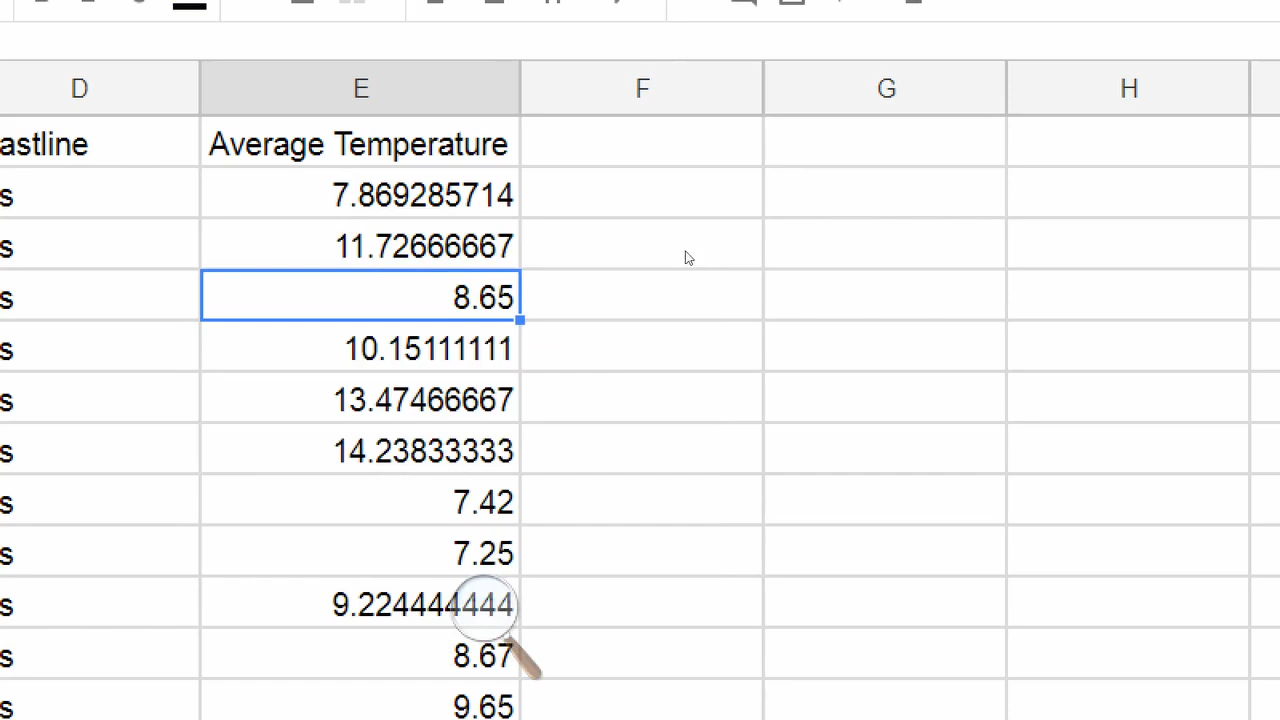 D E F G H
astline Average Temperature
s 7.869285714
s 11.72666667
s 8.65
s 10.15111111
s 13.47466667
s 14.23833333
s 7.42
s 7.25
s 9.224444444
s 8.67
s 9.65